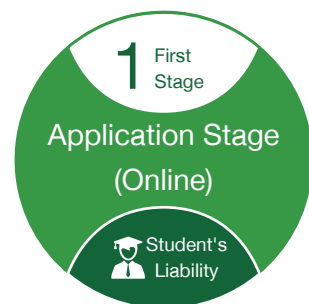 1 First
Stage
Application Stage
(Online)
Student's
Liability